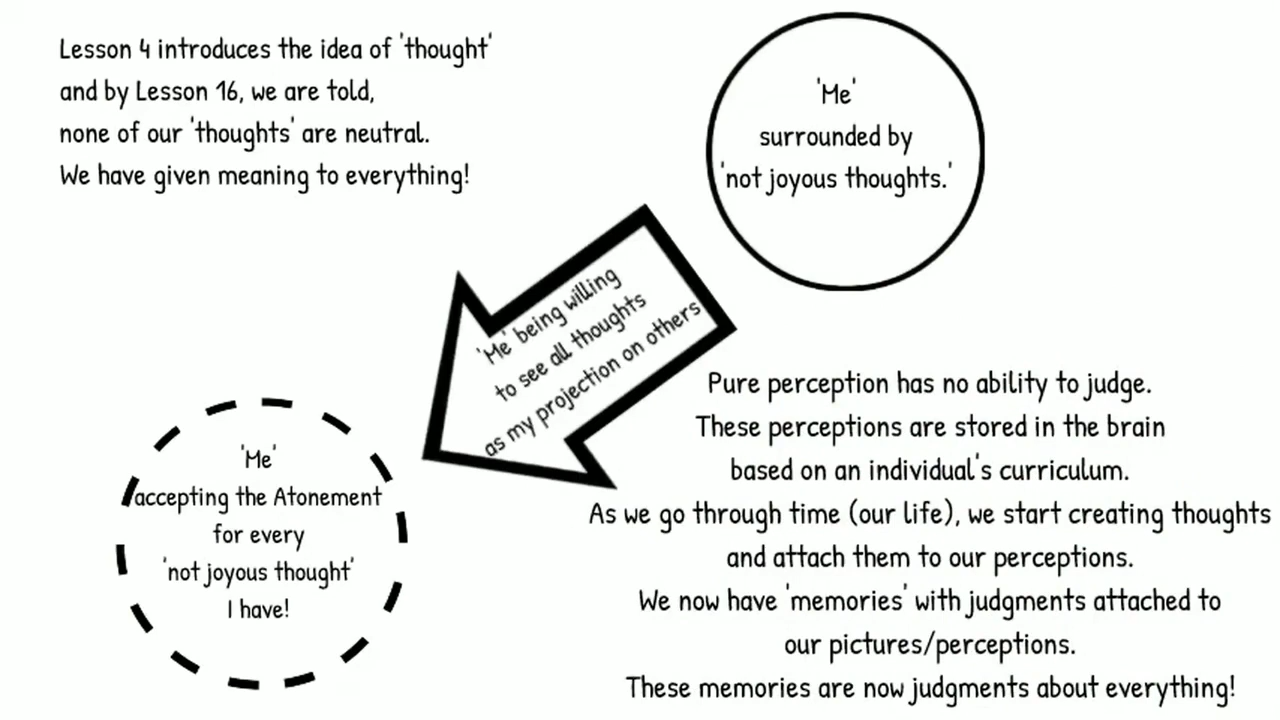 Lesson 4 introduces the idea of 'thought'
and by Lesson 16, we are told,
none of our 'thoughts' are neutral.
We have given meaning to everything!
'Me'
surrounded by
'not joyous thoughts.'
'Me' being willing
to see all thoughts
as my projection on others
'Me'
accepting the Atonement
for every
'not joyous thought'
I have!
Pure perception has no ability to judge.
These perceptions are stored in the brain
based on an individual's curriculum.
As we go through time (our life), we start creating thoughts
and attach them to our perceptions.
We now have 'memories' with judgments attached to
our pictures/perceptions.
These memories are now judgments about everything!